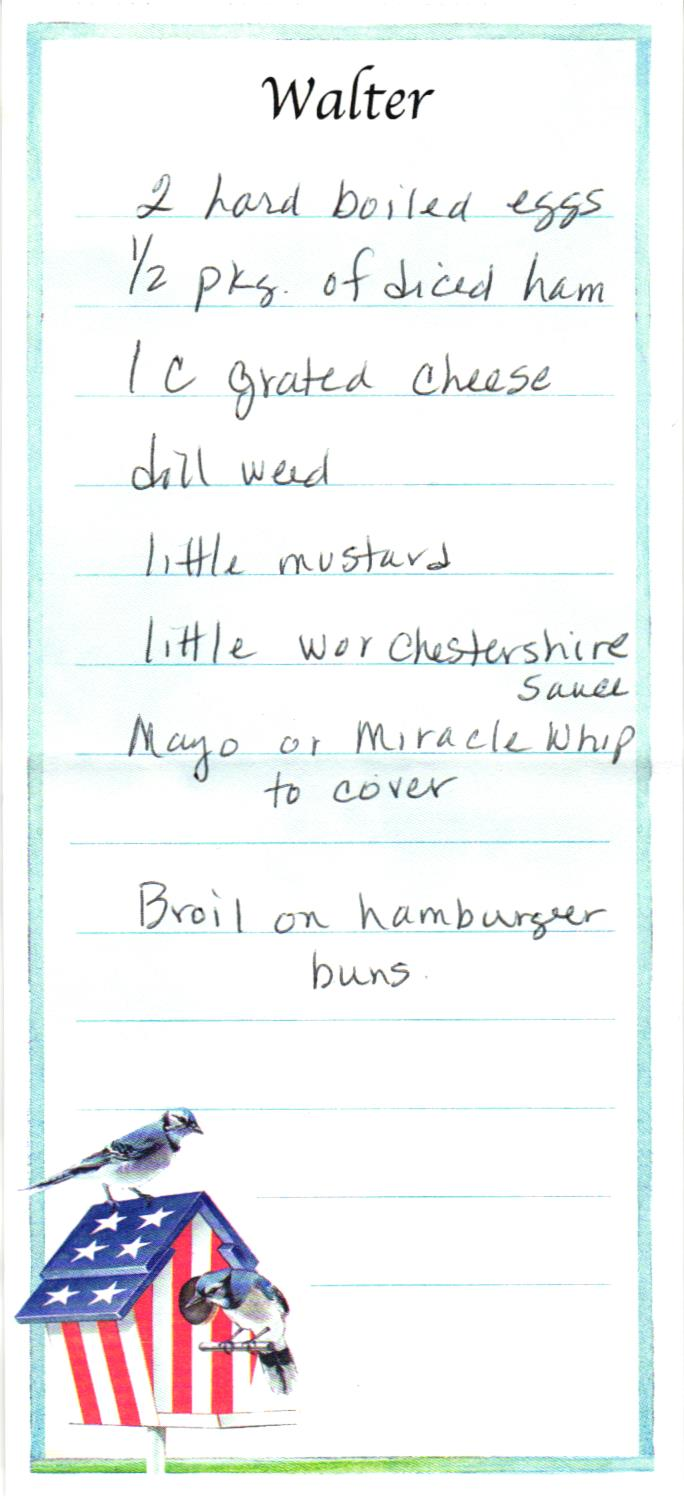 Walter
2 hard boiled eggs
1/2 pkg. of diced ham
1 C grated cheese
dill weed
little mustard
little worchestershire
sauce
Mayo or Miracle Whip
to cover
Broil on hamburger
buns.